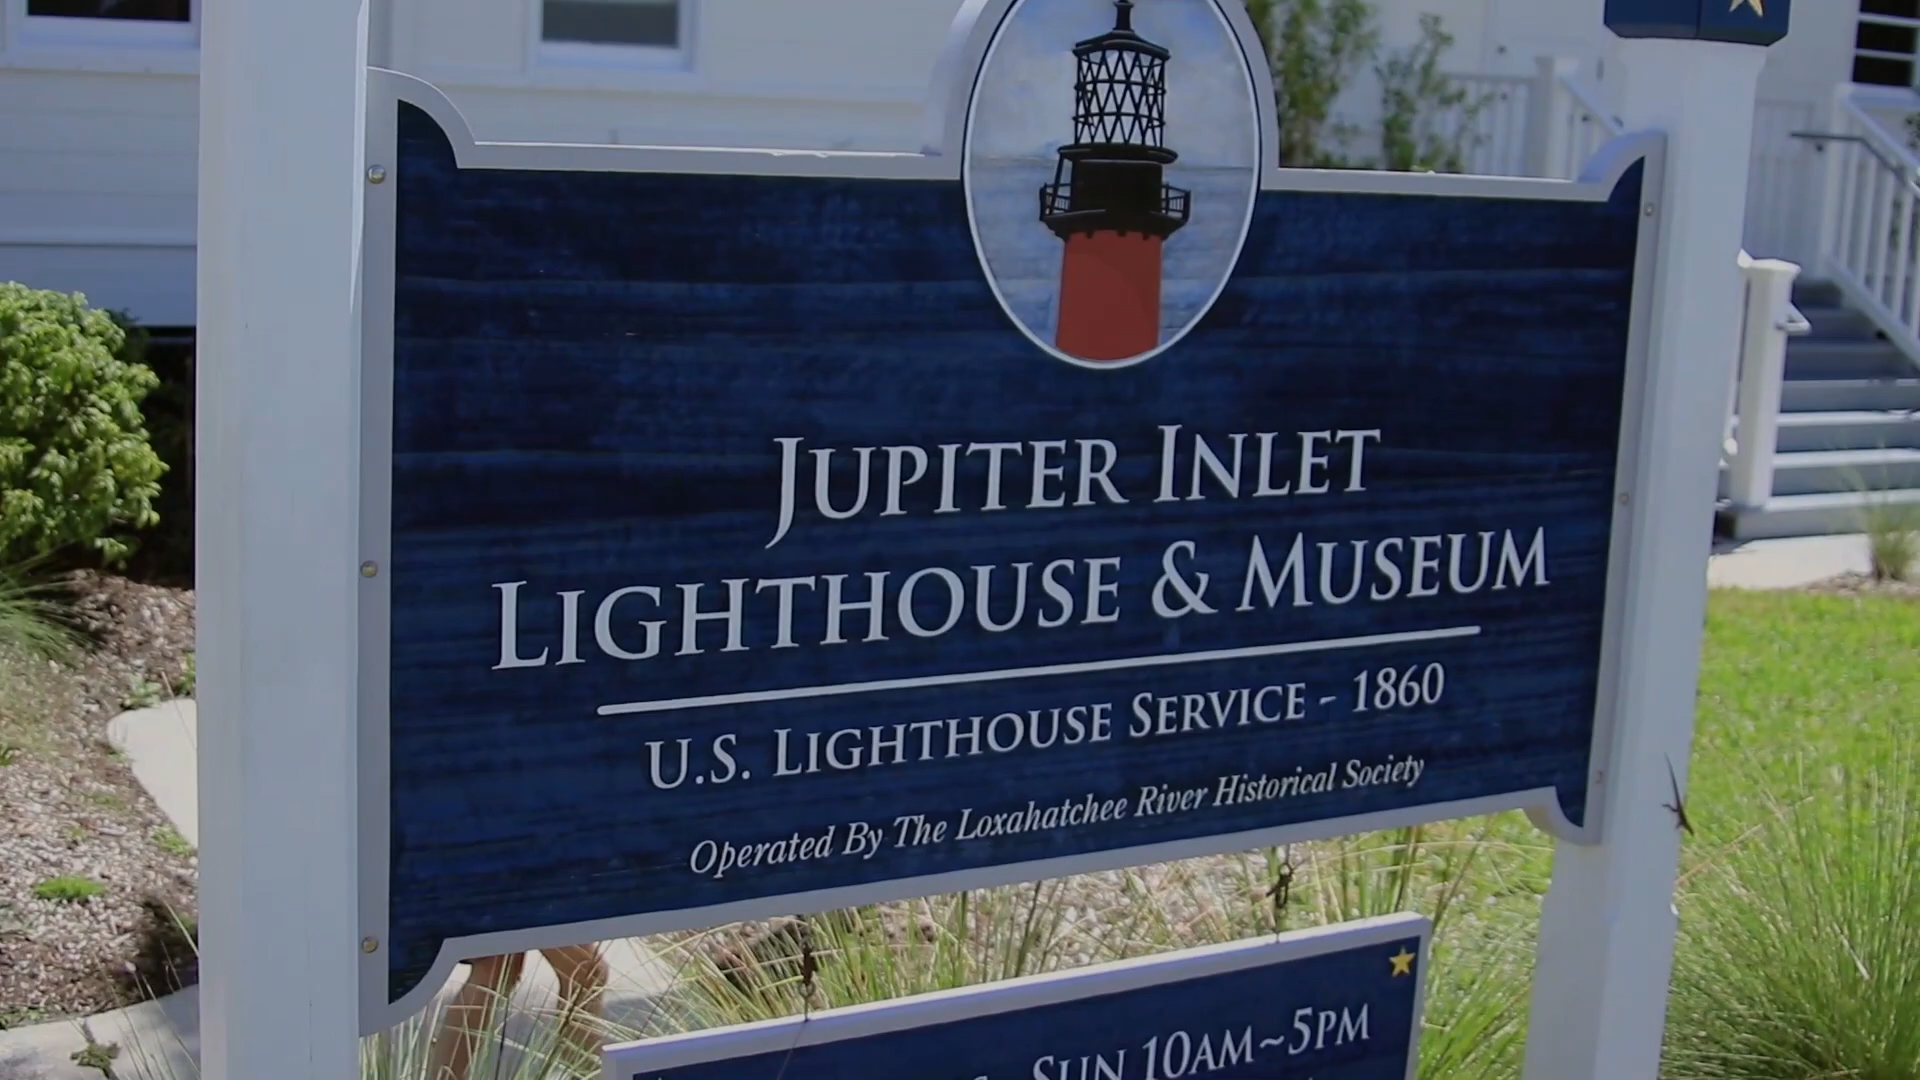 JUPITER INLET
LIGHTHOUSE & MUSEUM
U.S. LIGHTHOUSE SERVICE - 1860
Operated By The Loxahatchee River Historical Society
SUN 10AM~5PM